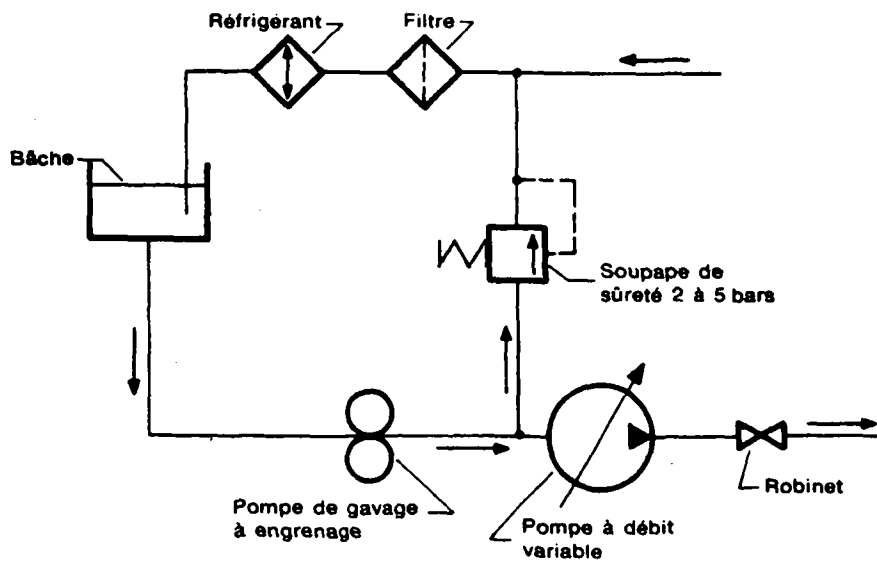 Réfrigérant
Filtre
Bâche
Soupape de
sûreté 2 à 5 bars
Pompe de gavage
à engrenage
Pompe à débit
variable
Robinet